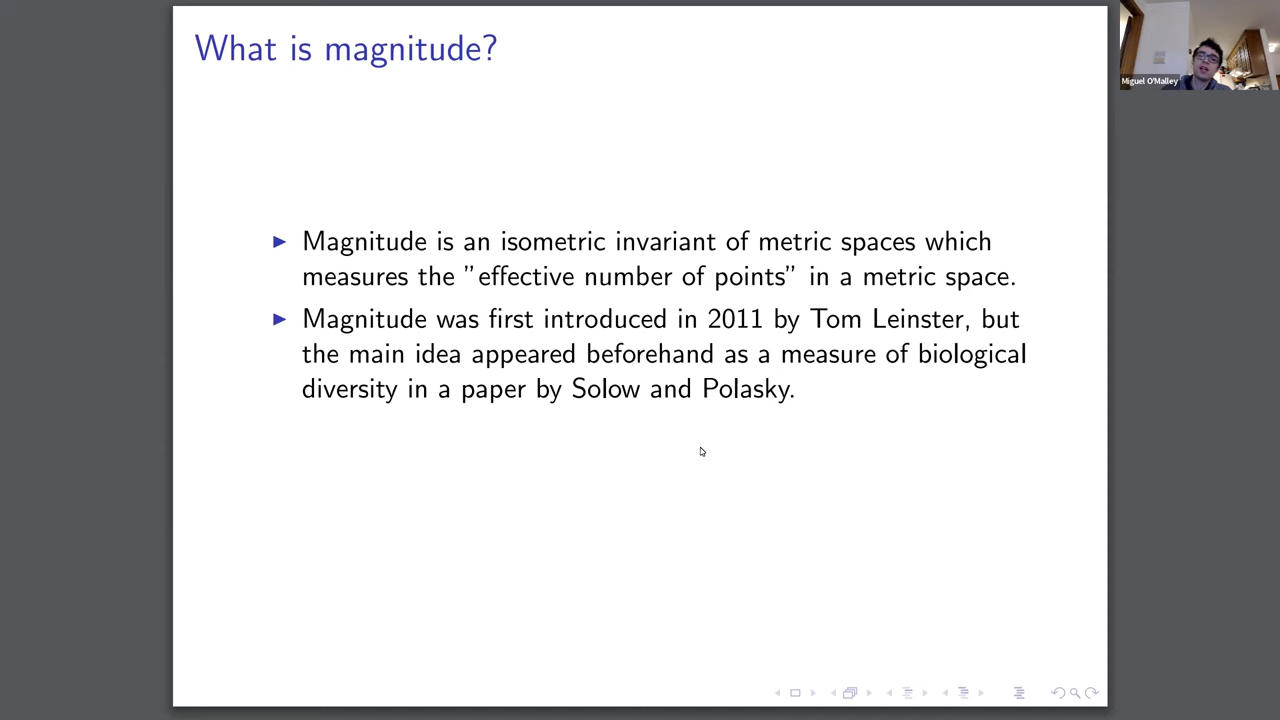 What is magnitude?
Miguel O'Malley
▶ Magnitude is an isometric invariant of metric spaces which
measures the ”effective number of points” in a metric space.
▶ Magnitude was first introduced in 2011 by Tom Leinster, but
the main idea appeared beforehand as a measure of biological
diversity in a paper by Solow and Polasky.